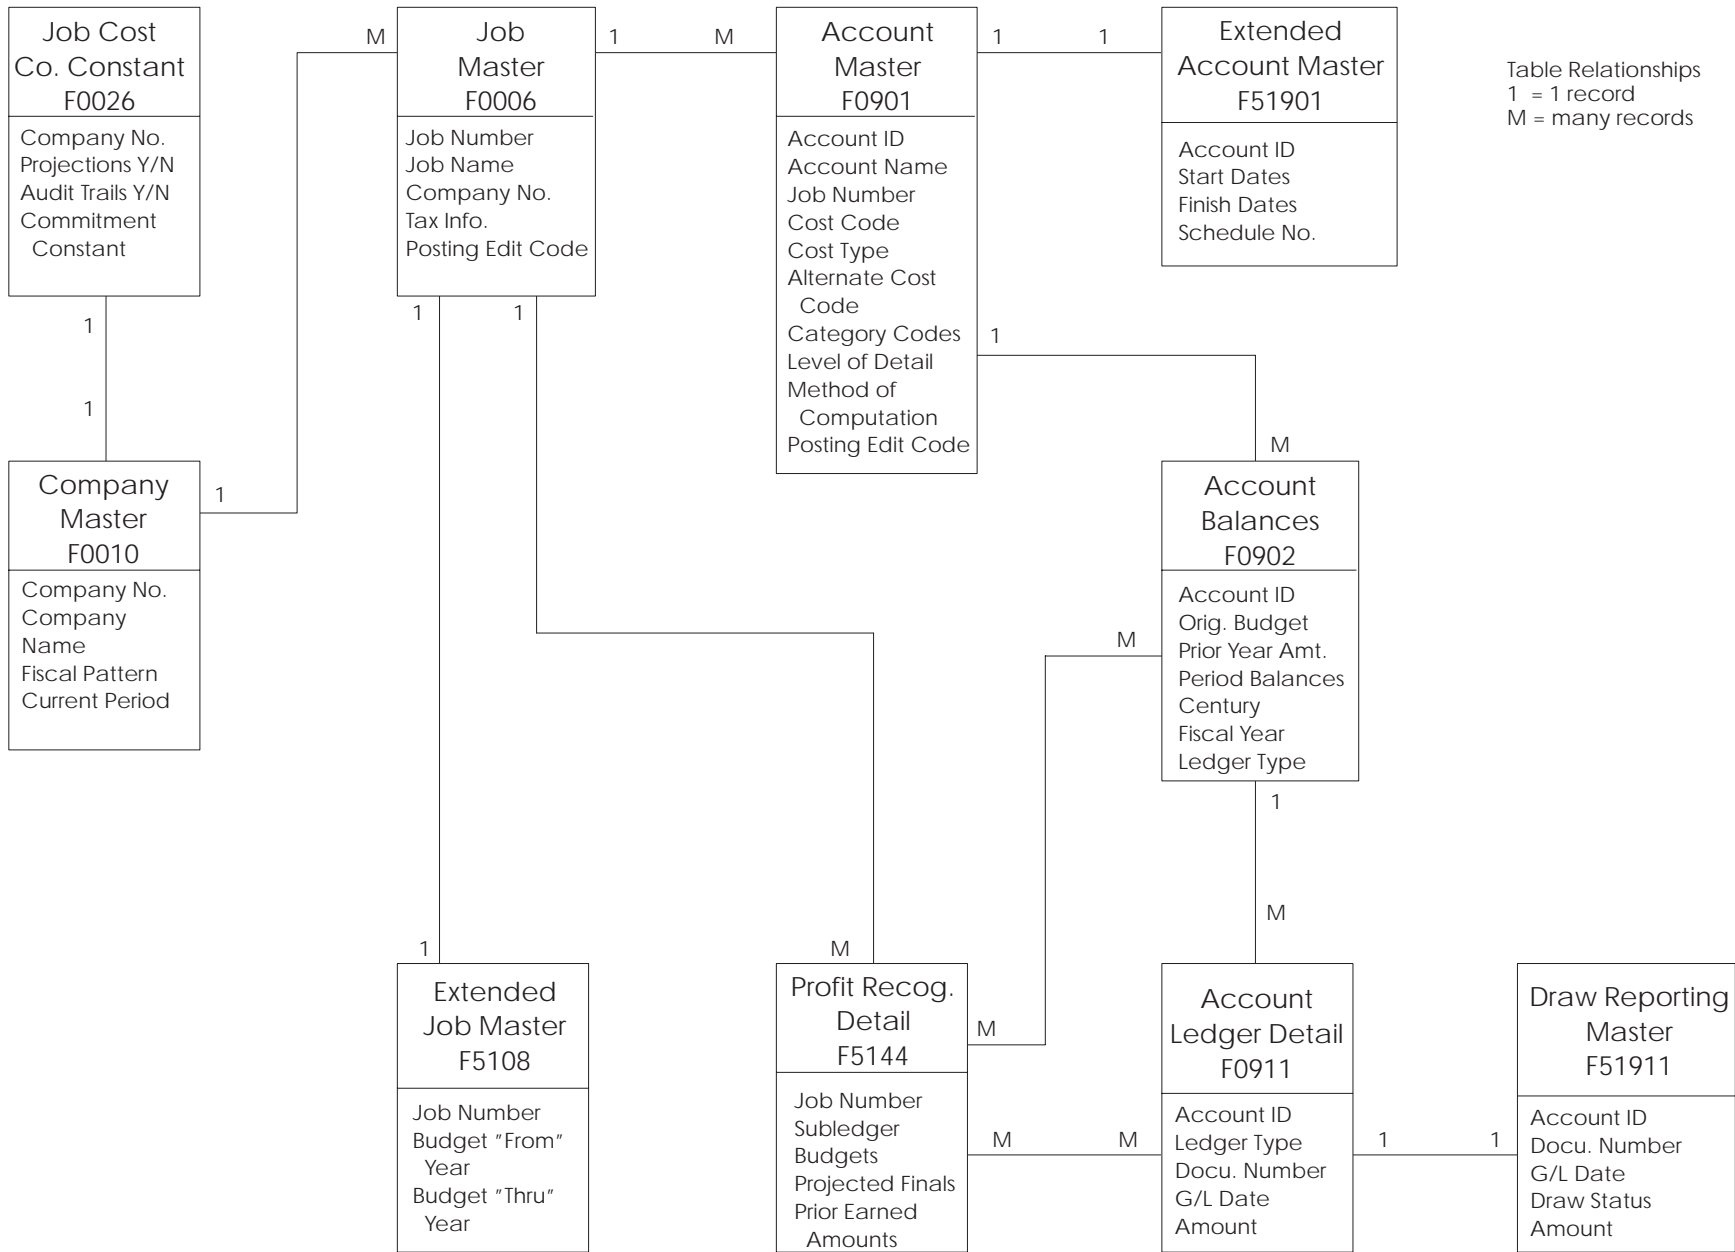 Job Cost
Co. Constant
F0026
Company No.
Projections Y/N
Audit Trails Y/N
Commitment
Constant
1
1
Company
Master
F0010
Company No.
Company
Name
Fiscal Pattern
Current Period
1
M
Job
Master
F0006
Job Number
Job Name
Company No.
Tax Info.
Posting Edit Code
1
M
1
1
Account
Master
F0901
Account ID
Account Name
Job Number
Cost Code
Cost Type
Alternate Cost
Code
Category Codes
Level of Detail
Method of
Computation
Posting Edit Code
1
1
1
M
Extended
Account Master
F51901
Account ID
Start Dates
Finish Dates
Schedule No.
Table Relationships
1 = 1 record
M = many records
Account
Balances
F0902
Account ID
Orig. Budget
Prior Year Amt.
Period Balances
Century
Fiscal Year
Ledger Type
M
1
M
1
Extended
Job Master
F5108
Job Number
Budget "From"
Year
Budget "Thru"
Year
M
Profit Recog.
Detail
F5144
Job Number
Subledger
Budgets
Projected Finals
Prior Earned
Amounts
M
M
M
Account
Ledger Detail
F0911
Account ID
Ledger Type
Docu. Number
G/L Date
Amount
1
1
Draw Reporting
Master
F51911
Account ID
Docu. Number
G/L Date
Draw Status
Amount